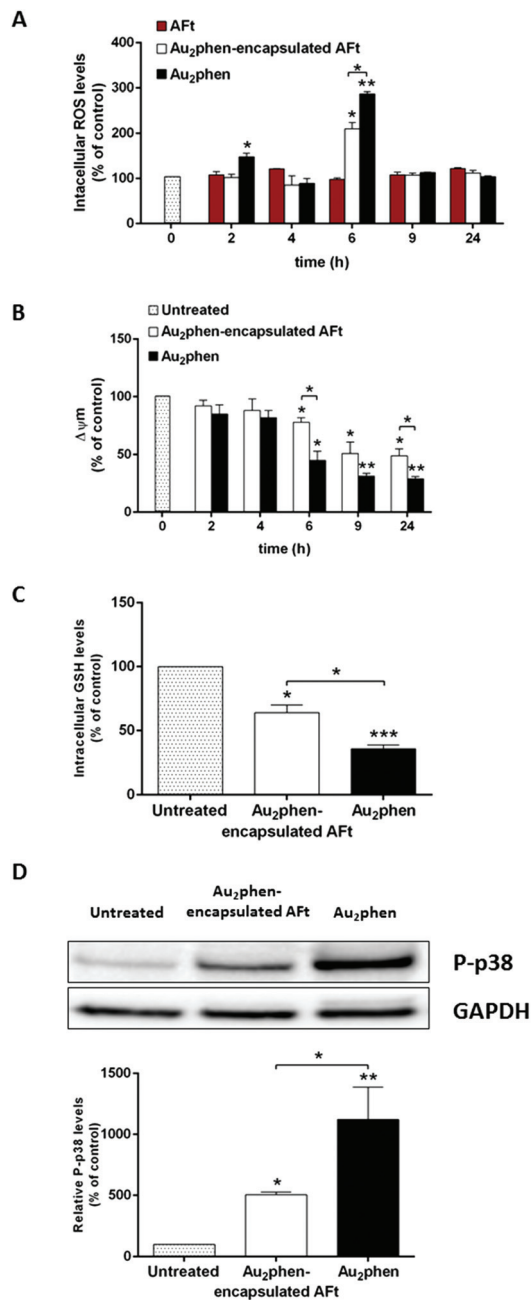 A
AFt
Au₂phen-encapsulated AFt
Au₂phen
Intacellular ROS levels
(% of control)
400
300
200
100
0
*
*
*
**
0 2 4 6 9 24
time (h)
B
Untreated
Au₂phen-encapsulated AFt
Au₂phen
Δψm
(% of control)
150
100
50
0
*
*
*
*
**
*
*
**
0 2 4 6 9 24
time (h)
C
Intracellular GSH levels
(% of control)
150
100
50
0
*
*
***
Untreated Au₂phen- Au₂phen
encapsulated AFt
D
Untreated Au₂phen- Au₂phen
encapsulated AFt
P-p38
GAPDH
Relative P-p38 levels
(% of control)
1500
1000
500
0
*
*
**
Untreated Au₂phen- Au₂phen
encapsulated AFt